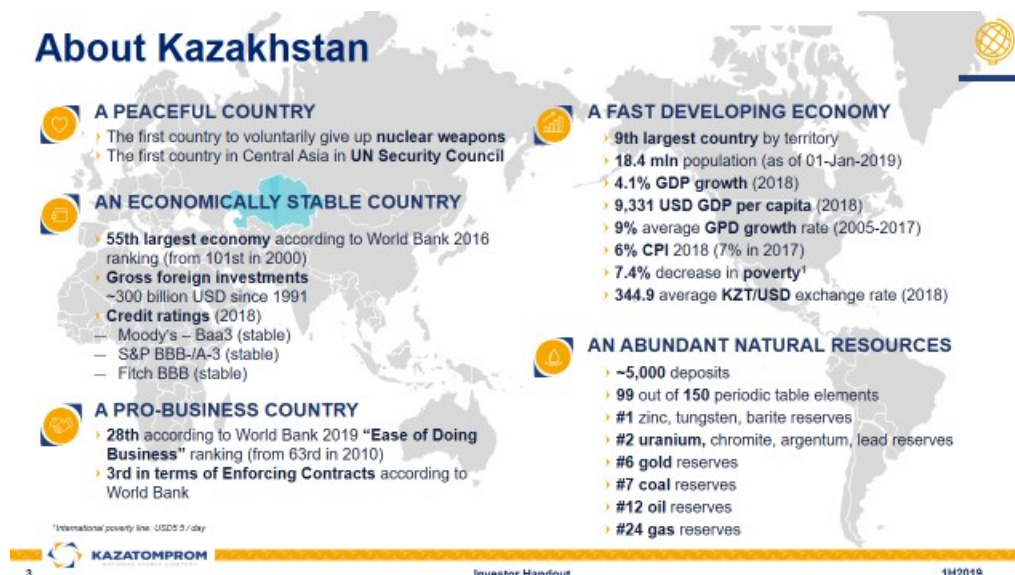 About Kazakhstan
A PEACEFUL COUNTRY
The first country to voluntarily give up nuclear weapons
The first country in Central Asia in UN Security Council
AN ECONOMICALLY STABLE COUNTRY
55th largest economy according to World Bank 2016
ranking (from 101st in 2000)
Gross foreign investments
~300 billion USD since 1991
Credit ratings (2018)
— Moody's – Baa3 (stable)
— S&P BBB-/A-3 (stable)
— Fitch BBB (stable)
A PRO-BUSINESS COUNTRY
28th according to World Bank 2019 “Ease of Doing
Business” ranking (from 63rd in 2010)
3rd in terms of Enforcing Contracts according to
World Bank
A FAST DEVELOPING ECONOMY
9th largest country by territory
18.4 mln population (as of 01-Jan-2019)
4.1% GDP growth (2018)
9,331 USD GDP per capita (2018)
9% average GPD growth rate (2005-2017)
6% CPI 2018 (7% in 2017)
7.4% decrease in poverty¹
344.9 average KZT/USD exchange rate (2018)
AN ABUNDANT NATURAL RESOURCES
~5,000 deposits
99 out of 150 periodic table elements
#1 zinc, tungsten, barite reserves
#2 uranium, chromite, argentum, lead reserves
#6 gold reserves
#7 coal reserves
#12 oil reserves
#24 gas reserves
¹International poverty line: USD5.5 / day
KAZATOMPROM
NATIONAL ATOMIC COMPANY
3
Investor Handout
1H2019